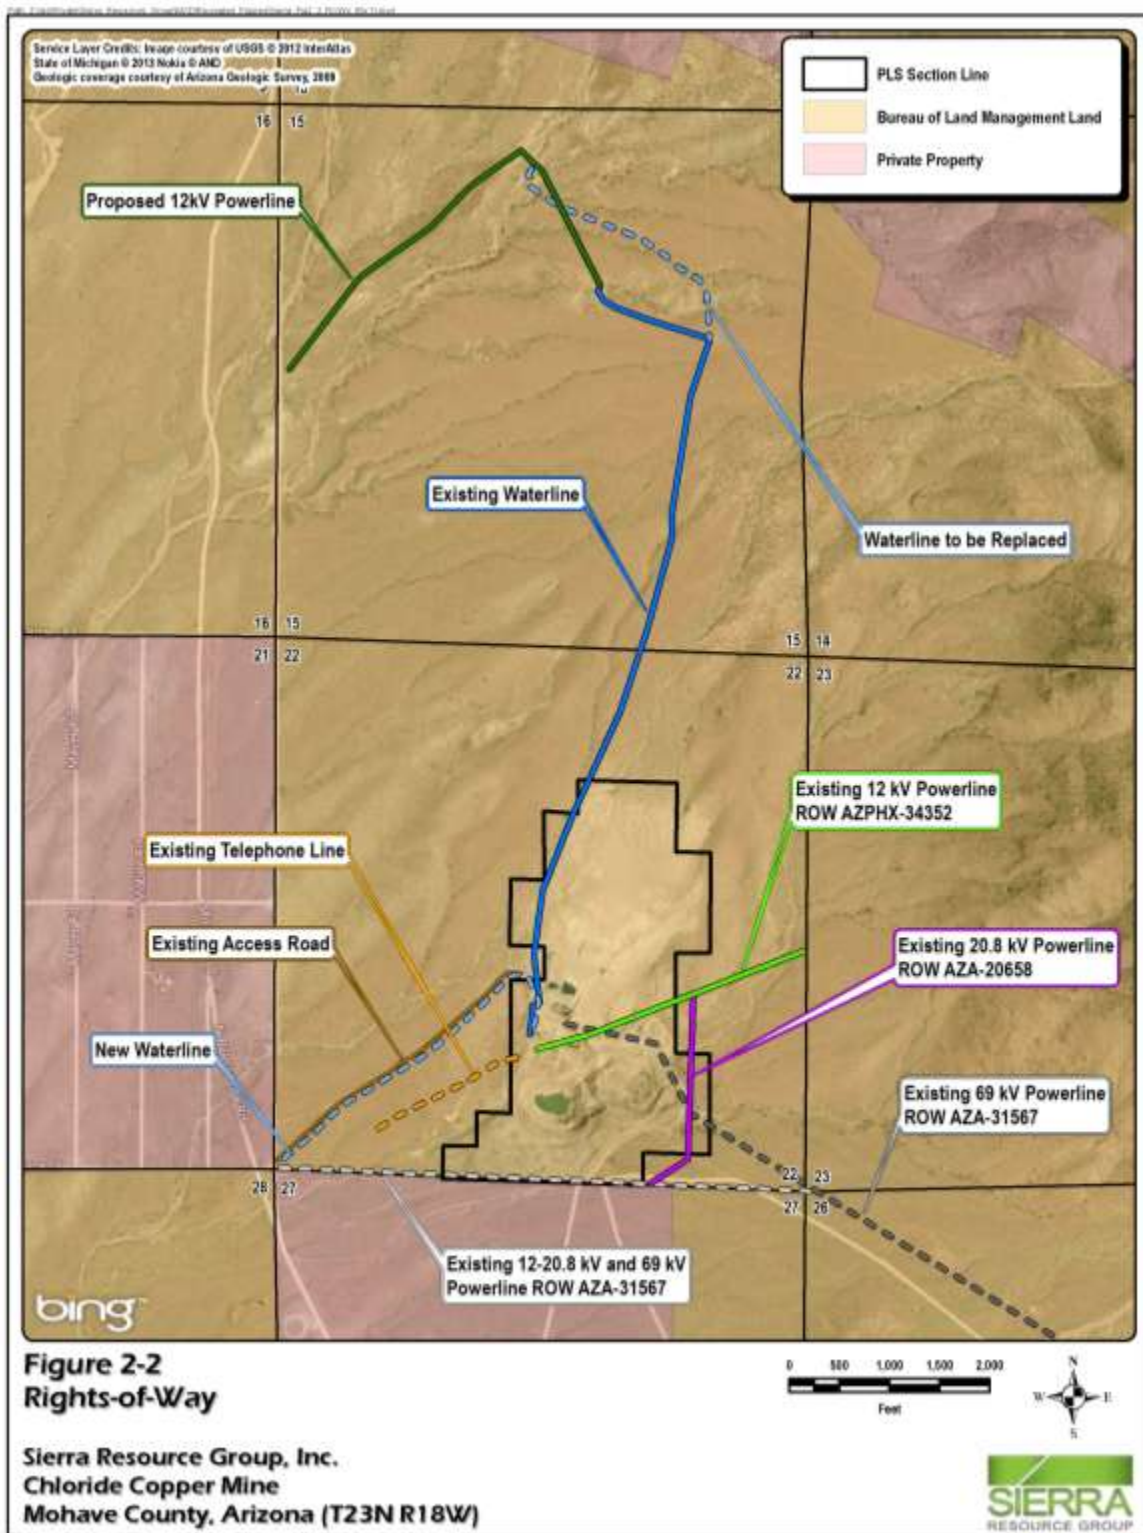 Service Layer Credits: Image courtesy of USGS © 2012 InterAtlas
State of Michigan © 2013 Nokia © AND
Geologic coverage courtesy of Arizona Geologic Survey, 2009
PLS Section Line
Bureau of Land Management Land
Private Property
16 15
Proposed 12kV Powerline
Existing Waterline
Waterline to be Replaced
16 15
21 22
15 14
22 23
Existing 12 kV Powerline
ROW AZPHX-34352
Existing Telephone Line
Existing Access Road
Existing 20.8 kV Powerline
ROW AZA-20658
New Waterline
Existing 69 kV Powerline
ROW AZA-31567
28 27
22 23
27 26
Existing 12-20.8 kV and 69 kV
Powerline ROW AZA-31567
bing
Figure 2-2
Rights-of-Way
0 500 1,000 1,500 2,000
Feet
N
W E
S
Sierra Resource Group, Inc.
Chloride Copper Mine
Mohave County, Arizona (T23N R18W)
SIERRA
RESOURCE GROUP